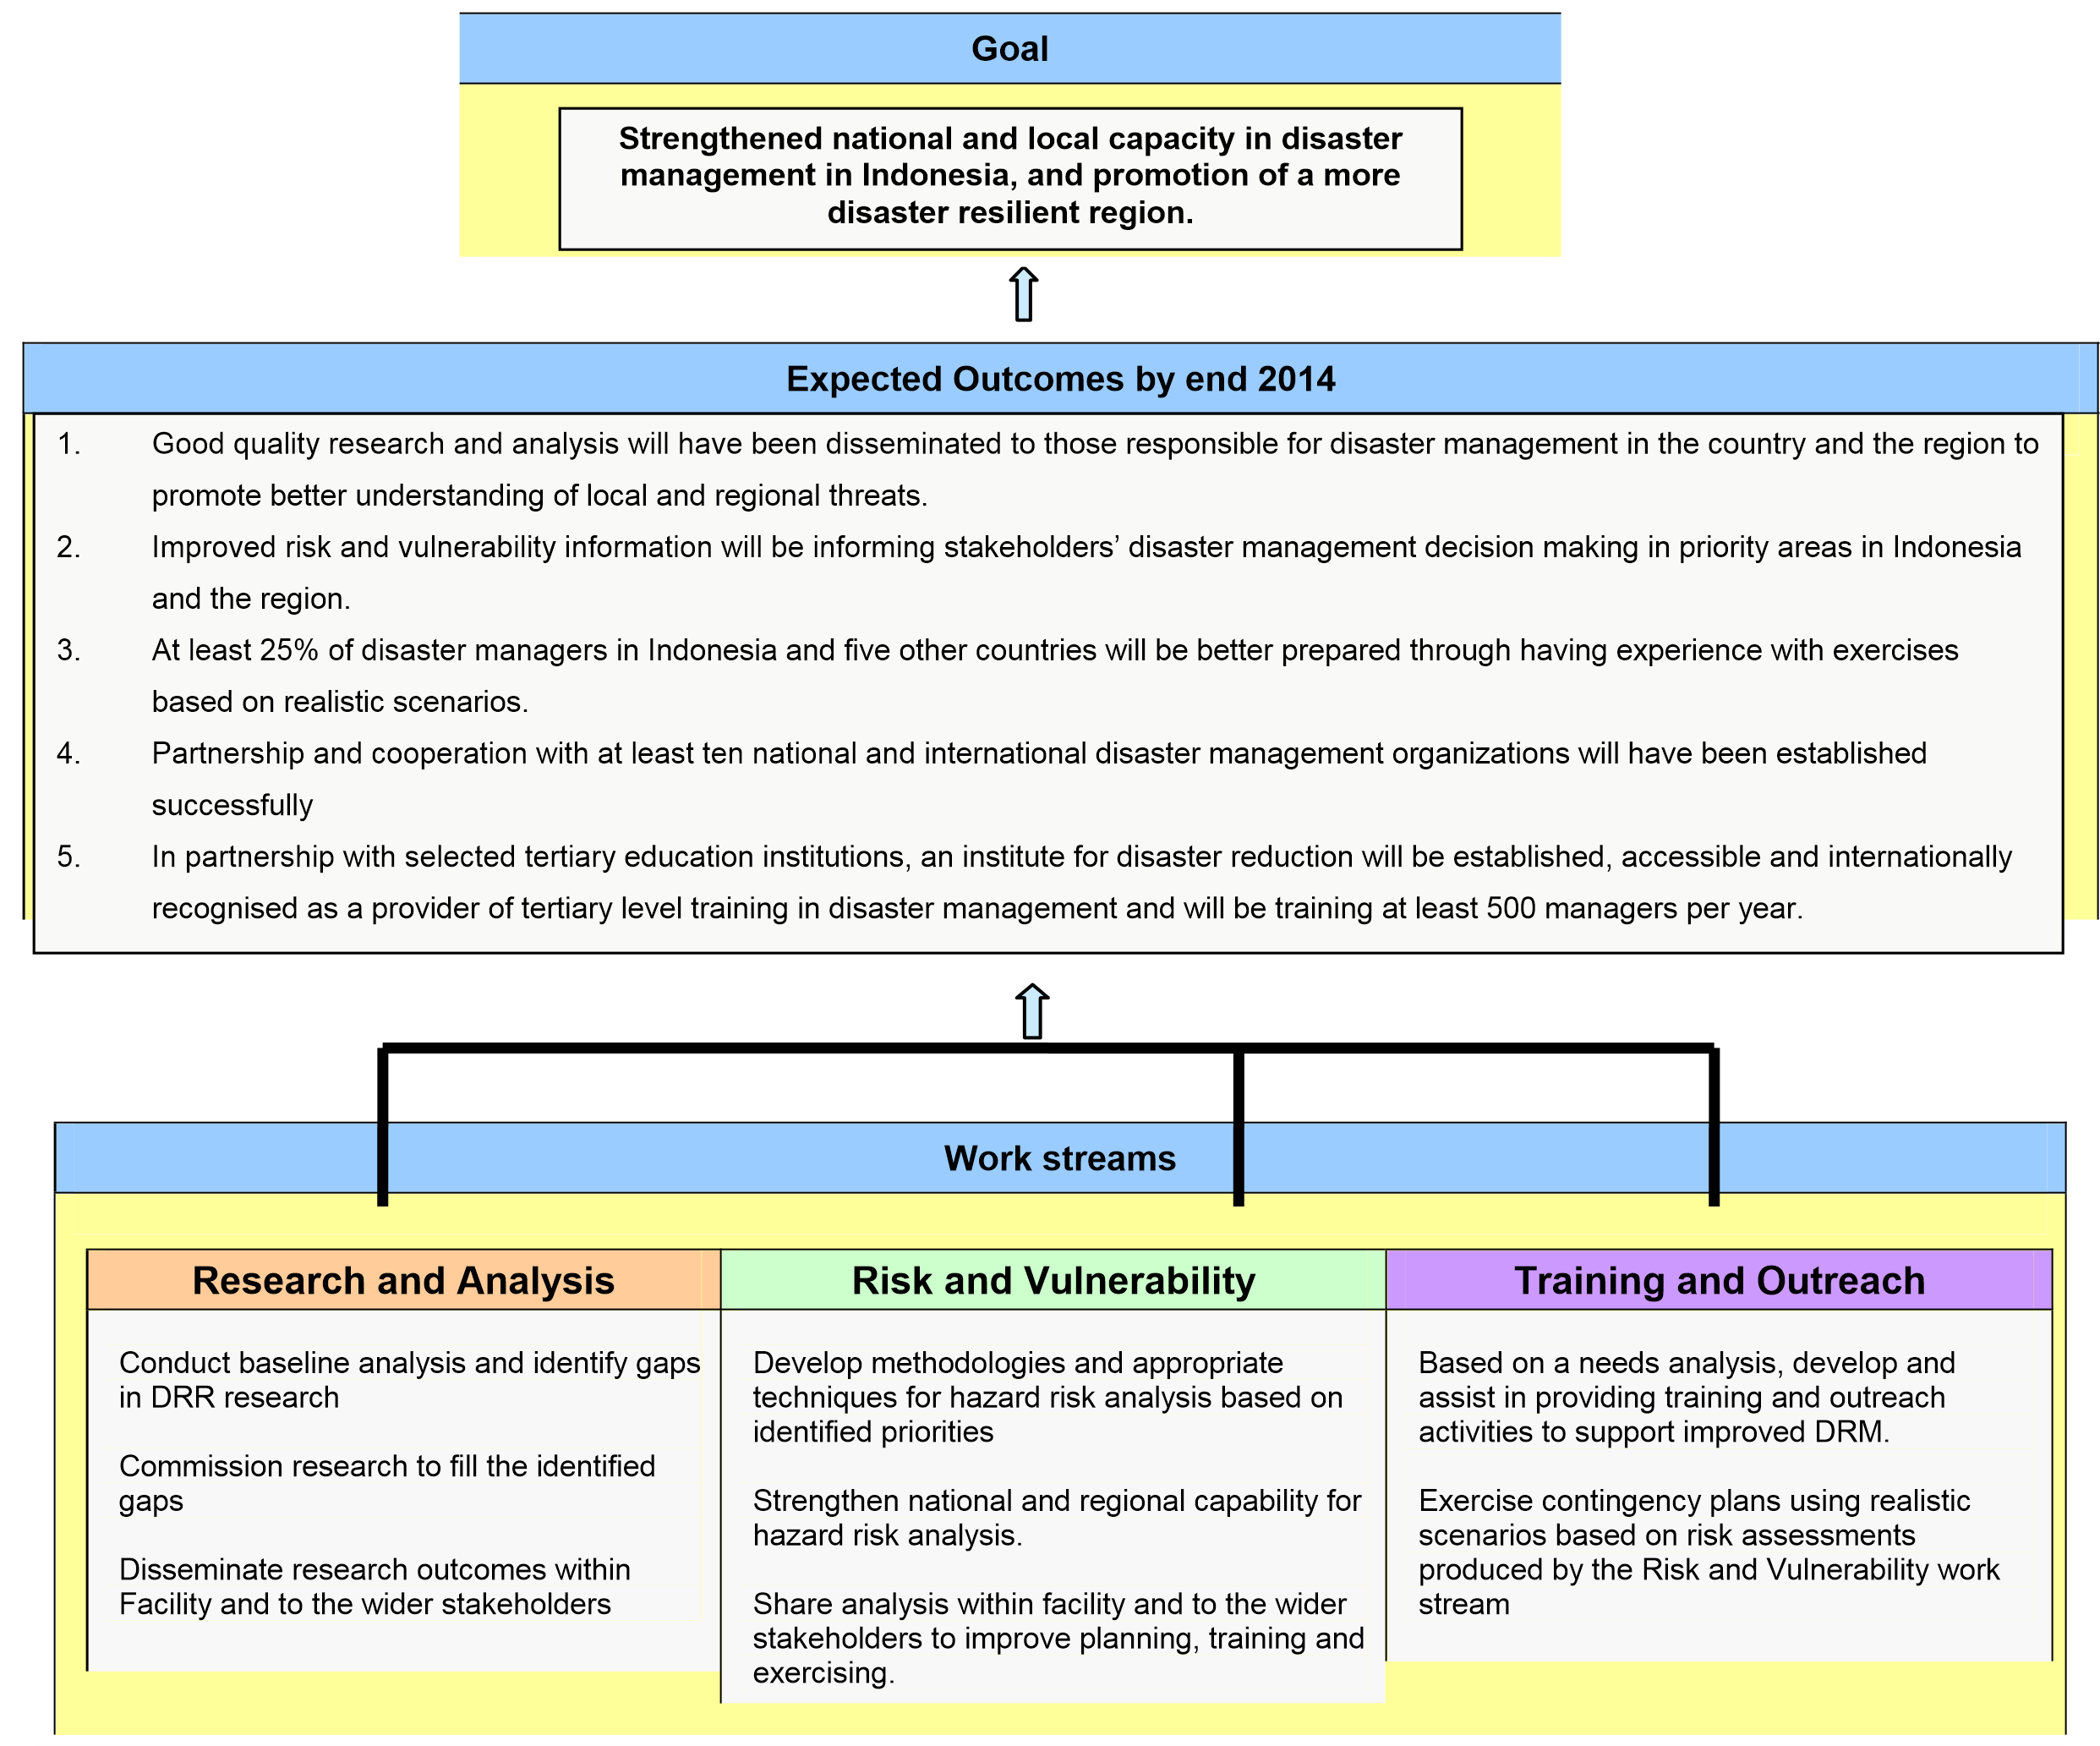 Goal
Strengthened national and local capacity in disaster
management in Indonesia, and promotion of a more
disaster resilient region.
Expected Outcomes by end 2014
1. Good quality research and analysis will have been disseminated to those responsible for disaster management in the country and the region to
promote better understanding of local and regional threats.
2. Improved risk and vulnerability information will be informing stakeholders’ disaster management decision making in priority areas in Indonesia
and the region.
3. At least 25% of disaster managers in Indonesia and five other countries will be better prepared through having experience with exercises
based on realistic scenarios.
4. Partnership and cooperation with at least ten national and international disaster management organizations will have been established
successfully
5. In partnership with selected tertiary education institutions, an institute for disaster reduction will be established, accessible and internationally
recognised as a provider of tertiary level training in disaster management and will be training at least 500 managers per year.
Work streams
Research and Analysis
Conduct baseline analysis and identify gaps
in DRR research
Commission research to fill the identified
gaps
Disseminate research outcomes within
Facility and to the wider stakeholders
Risk and Vulnerability
Develop methodologies and appropriate
techniques for hazard risk analysis based on
identified priorities
Strengthen national and regional capability for
hazard risk analysis.
Share analysis within facility and to the wider
stakeholders to improve planning, training and
exercising.
Training and Outreach
Based on a needs analysis, develop and
assist in providing training and outreach
activities to support improved DRM.
Exercise contingency plans using realistic
scenarios based on risk assessments
produced by the Risk and Vulnerability work
stream